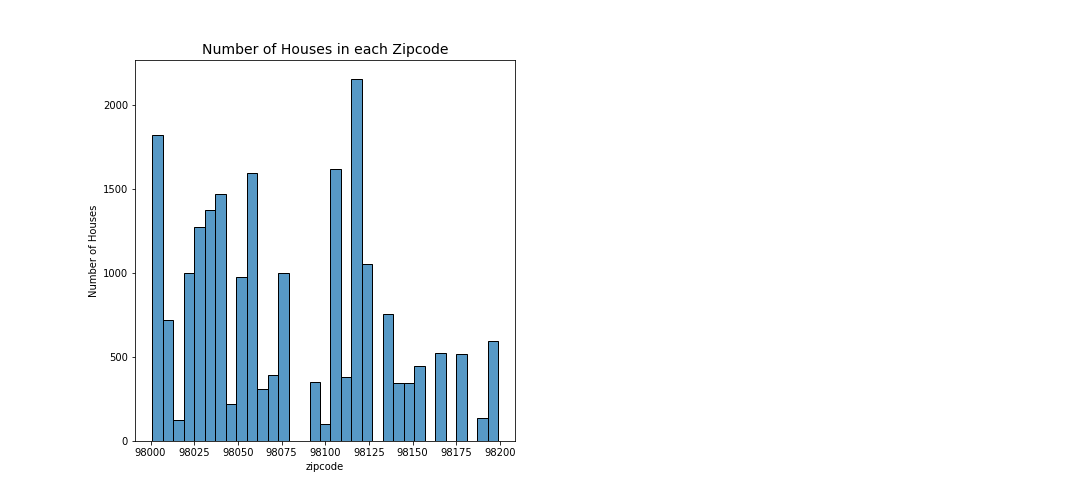 Number of Houses in each Zipcode
2000
1500
1000
500
0
Number of Houses
98000 98025 98050 98075 98100 98125 98150 98175 98200
zipcode